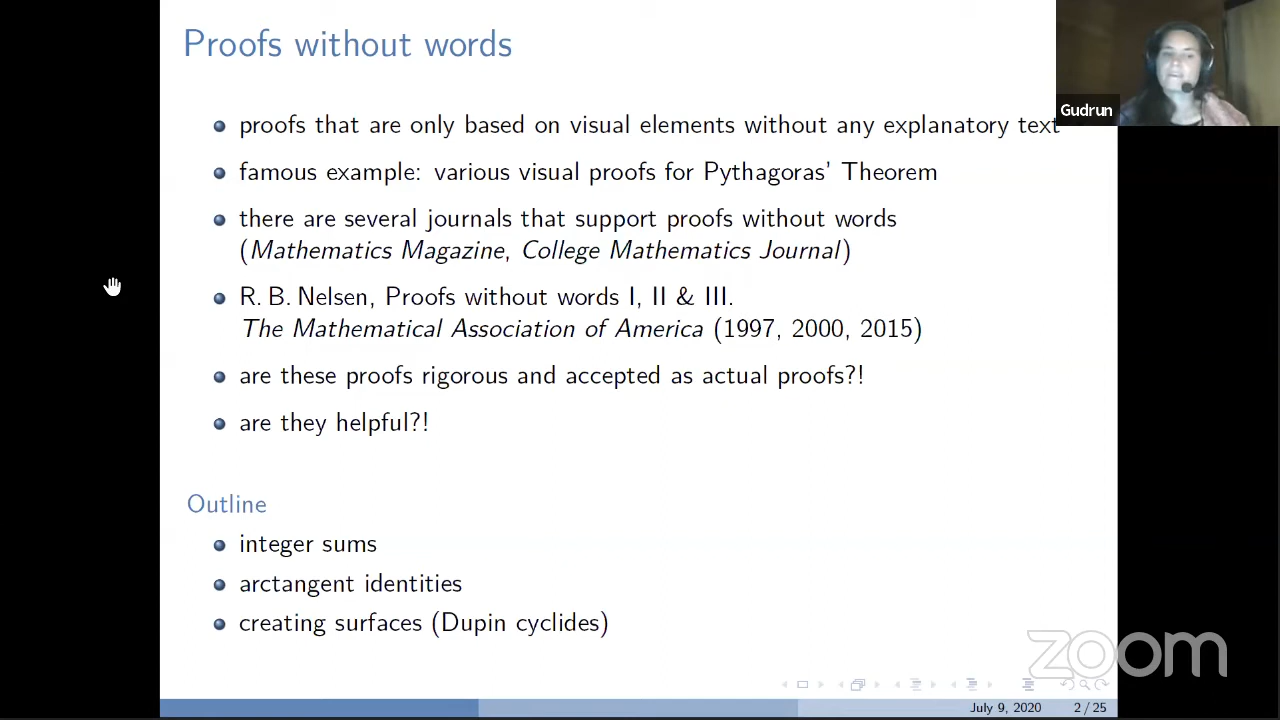 Proofs without words
Gudrun
proofs that are only based on visual elements without any explanatory text
famous example: various visual proofs for Pythagoras' Theorem
there are several journals that support proofs without words
(Mathematics Magazine, College Mathematics Journal)
R. B. Nelsen, Proofs without words I, II & III.
The Mathematical Association of America (1997, 2000, 2015)
are these proofs rigorous and accepted as actual proofs?!
are they helpful?!
Outline
integer sums
arctangent identities
creating surfaces (Dupin cyclides)
zoom
July 9, 2020 2 / 25